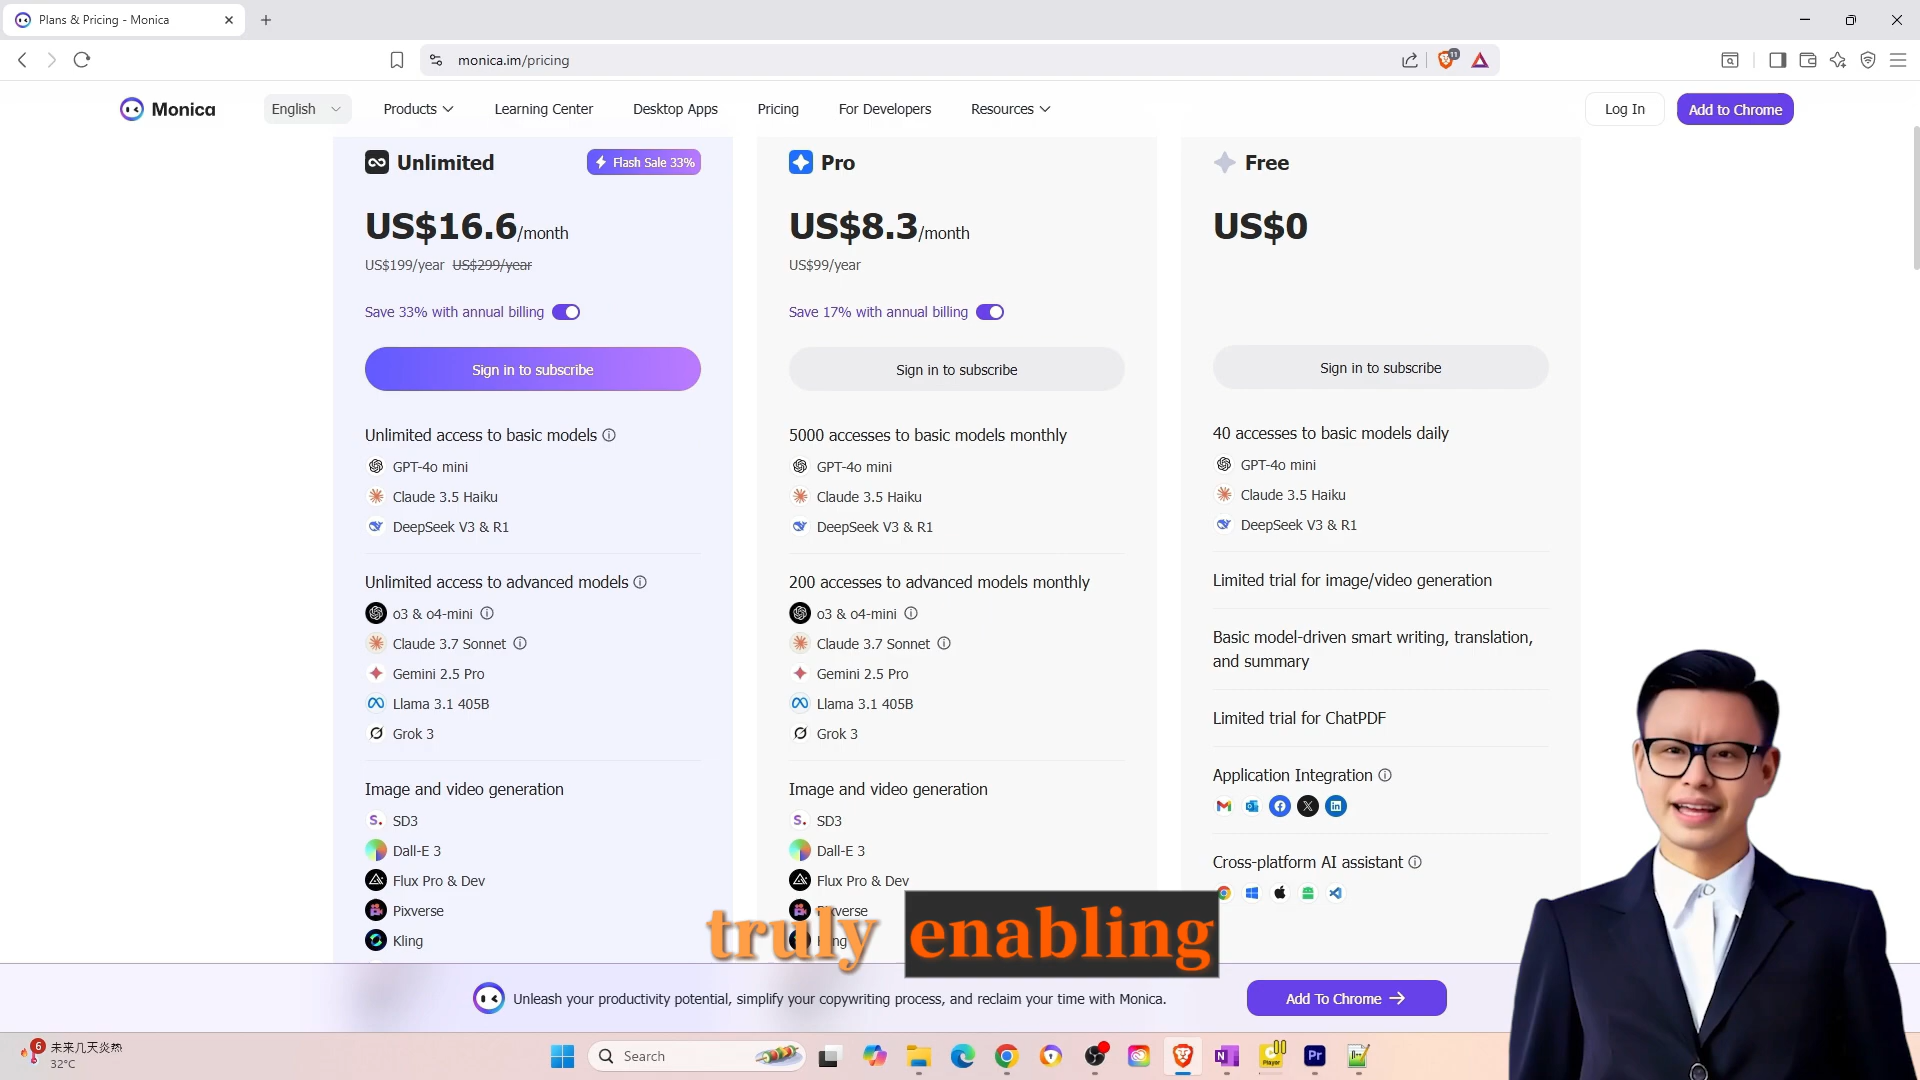 Plans & Pricing - Monica
monica.im/pricing
11
Monica
English
Products
Learning Center
Desktop Apps
Pricing
For Developers
Resources
Log In
Add to Chrome
Unlimited
Flash Sale 33%
US$16.6/month
US$199/year US$299/year
Save 33% with annual billing
Sign in to subscribe
Unlimited access to basic models
GPT-4o mini
Claude 3.5 Haiku
DeepSeek V3 & R1
Unlimited access to advanced models
o3 & o4-mini
Claude 3.7 Sonnet
Gemini 2.5 Pro
Llama 3.1 405B
Grok 3
Image and video generation
SD3
Dall-E 3
Flux Pro & Dev
Pixverse
Kling
Pro
US$8.3/month
US$99/year
Save 17% with annual billing
Sign in to subscribe
5000 accesses to basic models monthly
GPT-4o mini
Claude 3.5 Haiku
DeepSeek V3 & R1
200 accesses to advanced models monthly
o3 & o4-mini
Claude 3.7 Sonnet
Gemini 2.5 Pro
Llama 3.1 405B
Grok 3
Image and video generation
SD3
Dall-E 3
Flux Pro & Dev
Pixverse
Kling
Free
US$0
Sign in to subscribe
40 accesses to basic models daily
GPT-4o mini
Claude 3.5 Haiku
DeepSeek V3 & R1
Limited trial for image/video generation
Basic model-driven smart writing, translation,
and summary
Limited trial for ChatPDF
Application Integration
Cross-platform AI assistant
truly enabling
Unleash your productivity potential, simplify your copywriting process, and reclaim your time with Monica.
Add To Chrome
6
未来几天炎热
32°C
Search